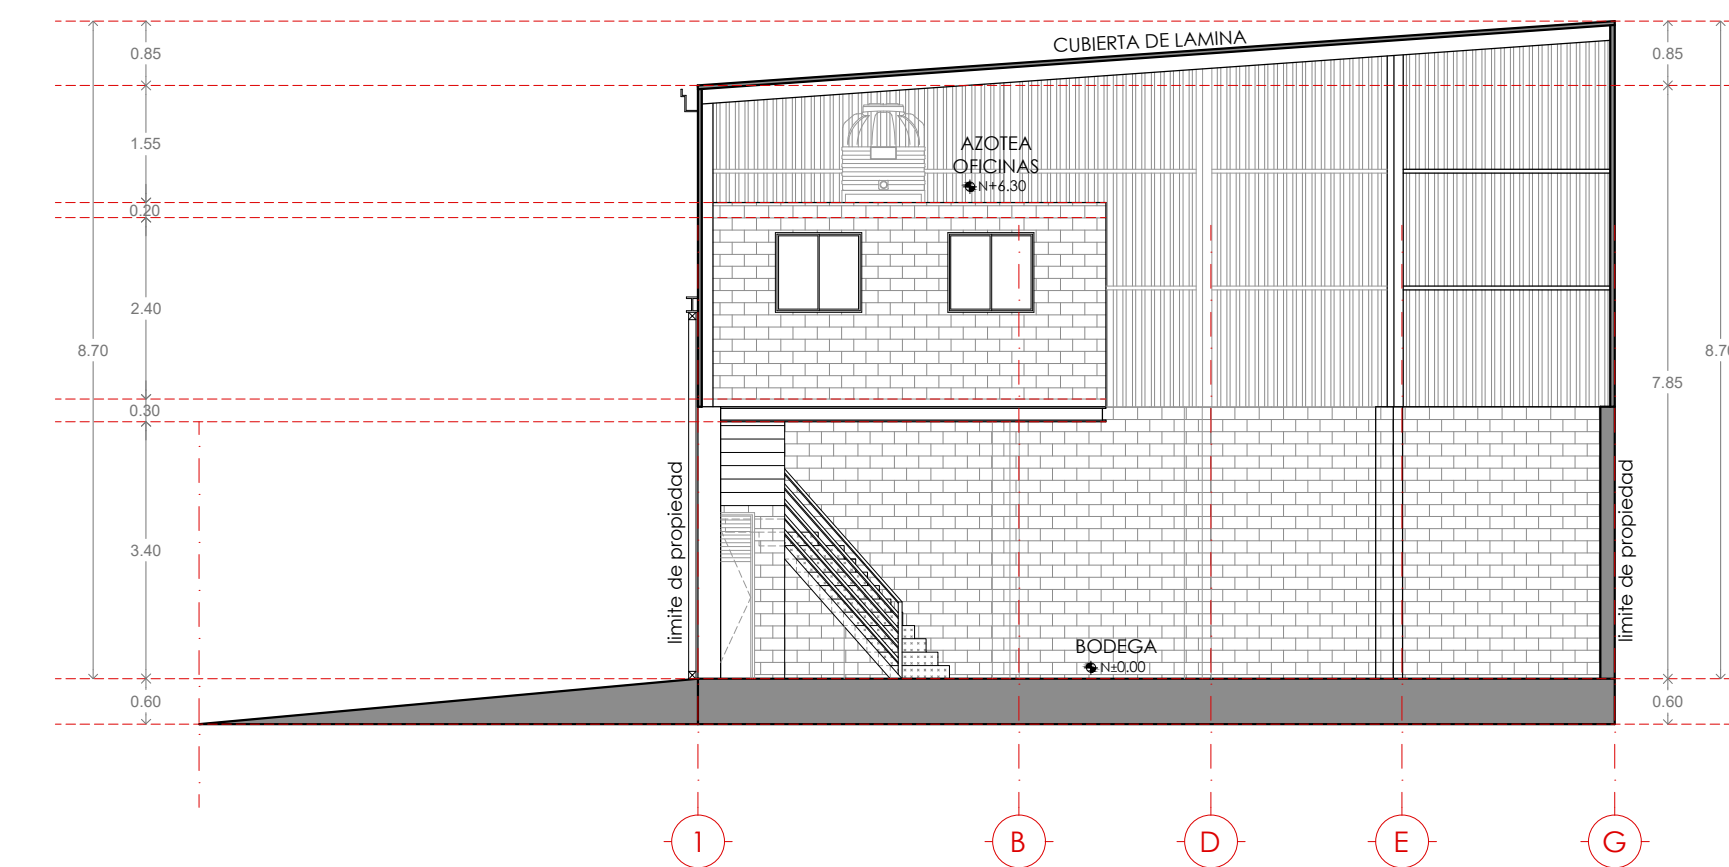 CUBIERTA DE LAMINA
0.85
0.85
1.55
AZOTEA
OFICINAS
N+6.30
0.20
2.40
8.70
8.70
7.85
0.30
limite de propiedad
limite de propiedad
3.40
BODEGA
N±0.00
0.60
0.60
1
B
D
E
G